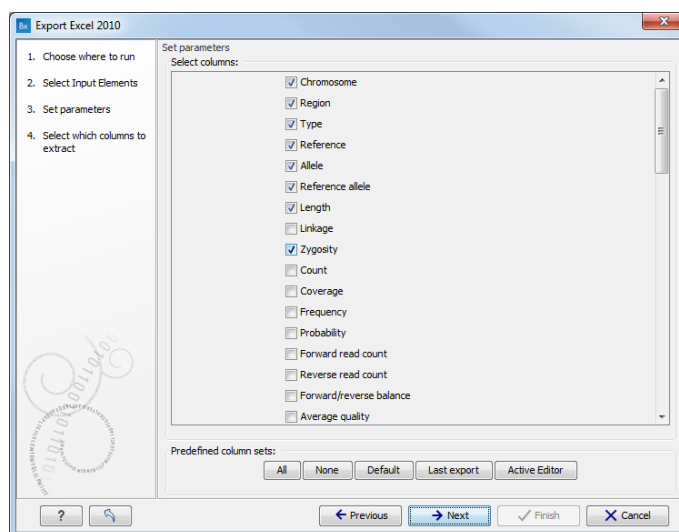 Bx Export Excel 2010
1. Choose where to run
2. Select Input Elements
3. Set parameters
4. Select which columns to
extract
Set parameters
Select columns:
Chromosome
Region
Type
Reference
Allele
Reference allele
Length
Linkage
Zygosity
Count
Coverage
Frequency
Probability
Forward read count
Reverse read count
Forward/reverse balance
Average quality
Predefined column sets:
All None Default Last export Active Editor
? Previous Next Finish Cancel